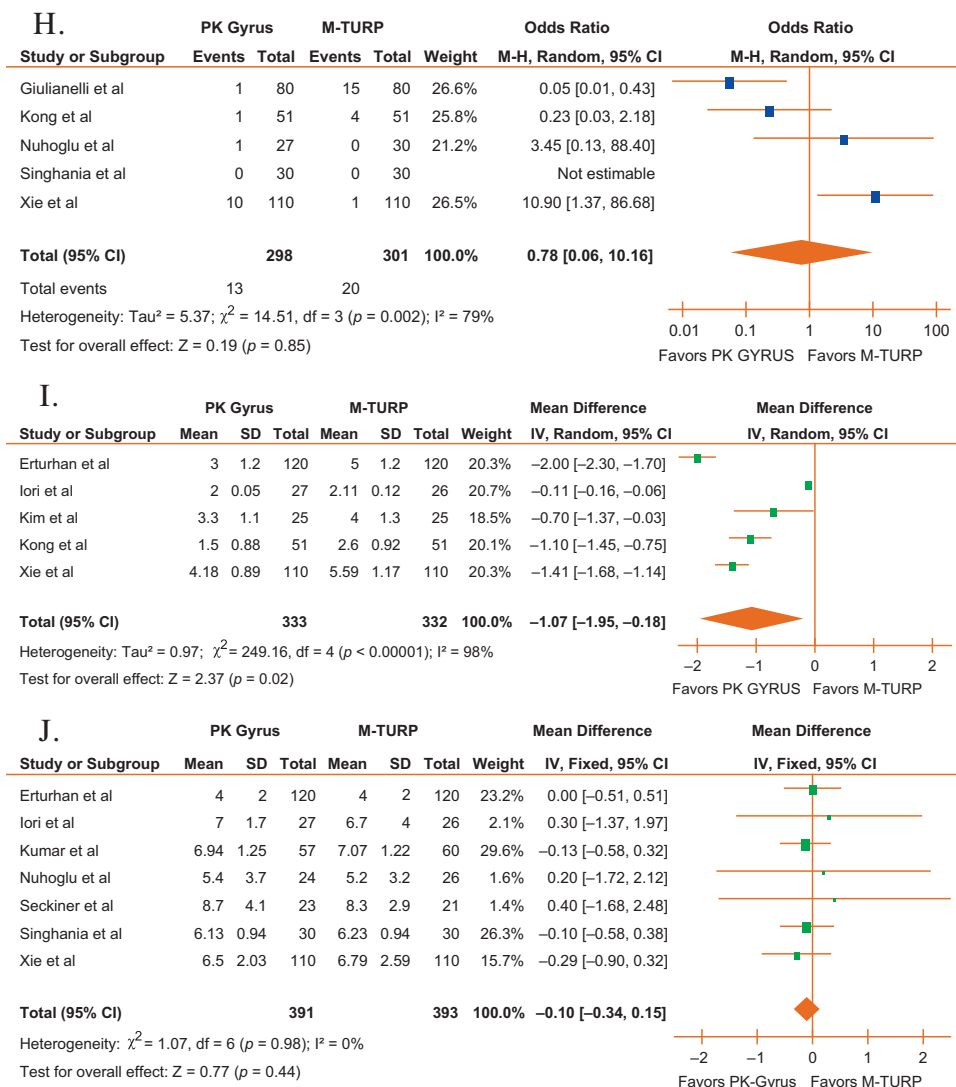 H.
PK Gyrus M-TURP Odds Ratio Odds Ratio
Study or Subgroup Events Total Events Total Weight M-H, Random, 95% CI M-H, Random, 95% CI
Giulianelli et al 1 80 15 80 26.6% 0.05 [0.01, 0.43]
Kong et al 1 51 4 51 25.8% 0.23 [0.03, 2.18]
Nuhoglu et al 1 27 0 30 21.2% 3.45 [0.13, 88.40]
Singhania et al 0 30 0 30 Not estimable
Xie et al 10 110 1 110 26.5% 10.90 [1.37, 86.68]
Total (95% CI) 298 301 100.0% 0.78 [0.06, 10.16]
Total events 13 20
Heterogeneity: Tau² = 5.37; χ² = 14.51, df = 3 (p = 0.002); I² = 79%
Test for overall effect: Z = 0.19 (p = 0.85)
0.01 0.1 1 10 100
Favors PK GYRUS Favors M-TURP
I.
PK Gyrus M-TURP Mean Difference Mean Difference
Study or Subgroup Mean SD Total Mean SD Total Weight IV, Random, 95% CI IV, Random, 95% CI
Erturhan et al 3 1.2 120 5 1.2 120 20.3% −2.00 [−2.30, −1.70]
Iori et al 2 0.05 27 2.11 0.12 26 20.7% −0.11 [−0.16, −0.06]
Kim et al 3.3 1.1 25 4 1.3 25 18.5% −0.70 [−1.37, −0.03]
Kong et al 1.5 0.88 51 2.6 0.92 51 20.1% −1.10 [−1.45, −0.75]
Xie et al 4.18 0.89 110 5.59 1.17 110 20.3% −1.41 [−1.68, −1.14]
Total (95% CI) 333 332 100.0% −1.07 [−1.95, −0.18]
Heterogeneity: Tau² = 0.97; χ² = 249.16, df = 4 (p < 0.00001); I² = 98%
Test for overall effect: Z = 2.37 (p = 0.02)
−2 −1 0 1 2
Favors PK GYRUS Favors M-TURP
J.
PK Gyrus M-TURP Mean Difference Mean Difference
Study or Subgroup Mean SD Total Mean SD Total Weight IV, Fixed, 95% CI IV, Fixed, 95% CI
Erturhan et al 4 2 120 4 2 120 23.2% 0.00 [−0.51, 0.51]
Iori et al 7 1.7 27 6.7 4 26 2.1% 0.30 [−1.37, 1.97]
Kumar et al 6.94 1.25 57 7.07 1.22 60 29.6% −0.13 [−0.58, 0.32]
Nuhoglu et al 5.4 3.7 24 5.2 3.2 26 1.6% 0.20 [−1.72, 2.12]
Seckiner et al 8.7 4.1 23 8.3 2.9 21 1.4% 0.40 [−1.68, 2.48]
Singhania et al 6.13 0.94 30 6.23 0.94 30 26.3% −0.10 [−0.58, 0.38]
Xie et al 6.5 2.03 110 6.79 2.59 110 15.7% −0.29 [−0.90, 0.32]
Total (95% CI) 391 393 100.0% −0.10 [−0.34, 0.15]
Heterogeneity: χ² = 1.07, df = 6 (p = 0.98); I² = 0%
Test for overall effect: Z = 0.77 (p = 0.44)
−2 −1 0 1 2
Favors PK-Gyrus Favors M-TURP